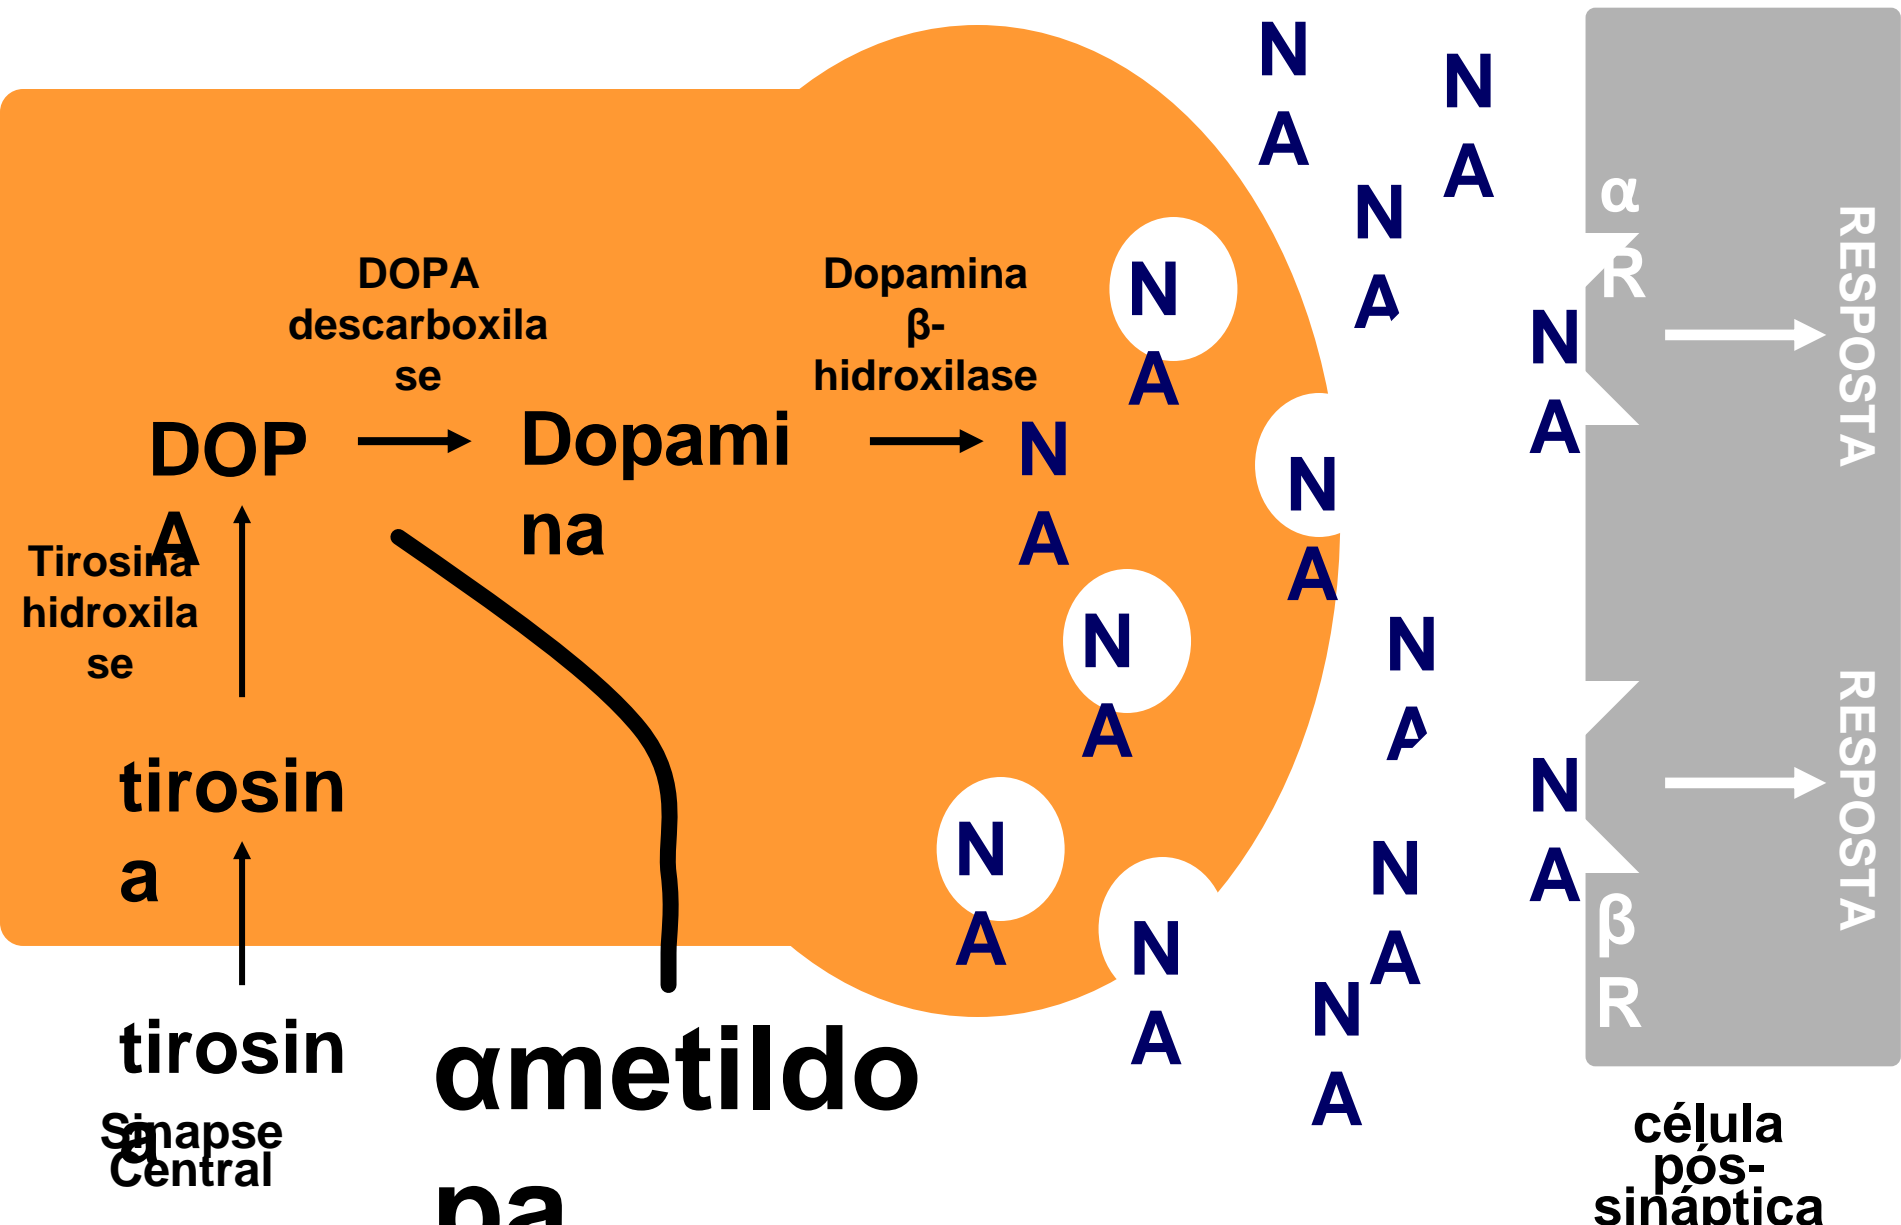 N
A
N
A
N
A
α
R
RESPOSTA
DOPA
descarboxila
se
Dopamina
β-
hidroxilase
N
A
N
A
DOP
A
Dopami
na
N
A
N
A
Tirosina
hidroxila
se
N
A
N
A
RESPOSTA
tirosin
a
N
A
N
A
N
A
β
R
N
A
N
A
tirosin
a
αmetildo
pa
Sinapse
Central
célula
pós-
sináptica